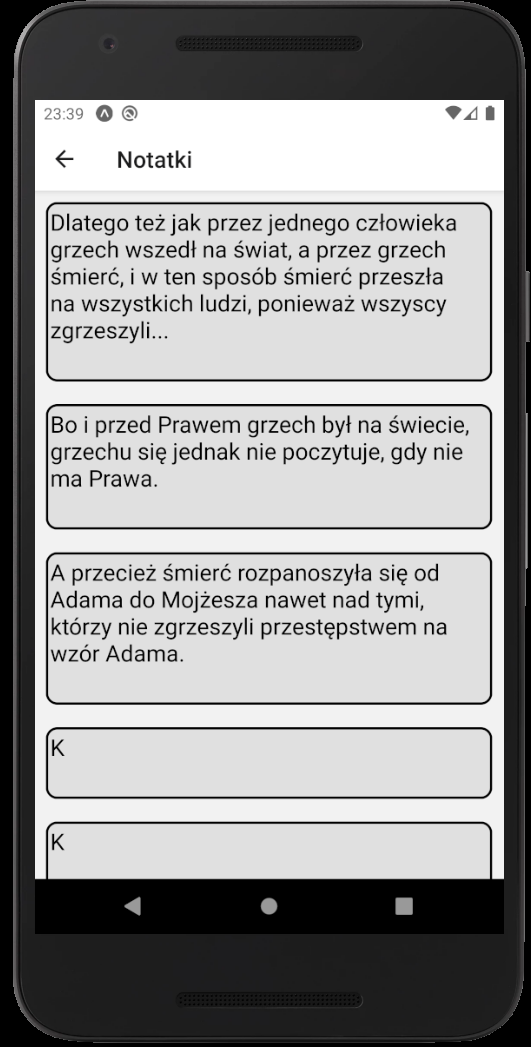 23:39
Notatki
Dlatego też jak przez jednego człowieka
grzech wszedł na świat, a przez grzech
śmierć, i w ten sposób śmierć przeszła
na wszystkich ludzi, ponieważ wszyscy
zgrzeszyli...
Bo i przed Prawem grzech był na świecie,
grzechu się jednak nie poczytuje, gdy nie
ma Prawa.
A przecież śmierć rozpanoszyła się od
Adama do Mojżesza nawet nad tymi,
którzy nie zgrzeszyli przestępstwem na
wzór Adama.
K
K